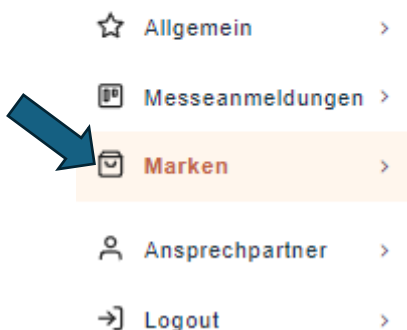 Allgemein
Messeanmeldungen
Marken
Ansprechpartner
Logout